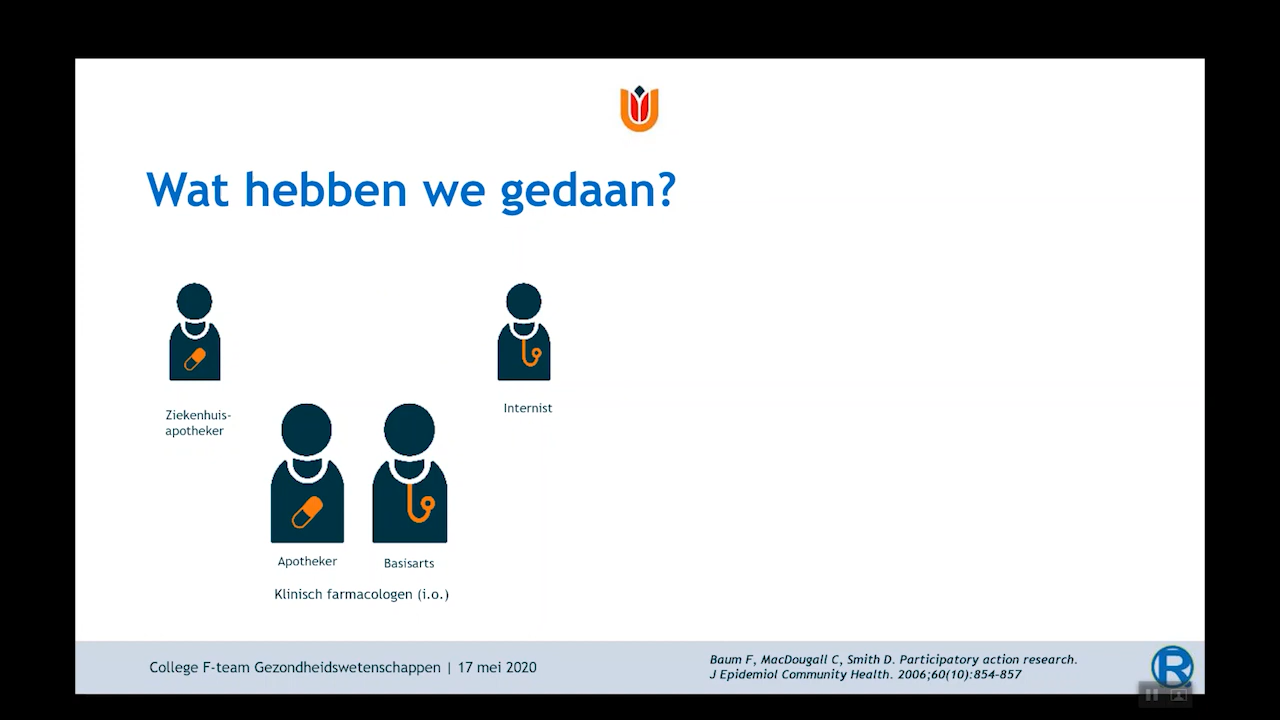 Wat hebben we gedaan?
Ziekenhuis-
apotheker
Internist
Apotheker
Basisarts
Klinisch farmacologen (i.o.)
College F-team Gezondheidswetenschappen | 17 mei 2020
Baum F, MacDougall C, Smith D. Participatory action research.
J Epidemiol Community Health. 2006;60(10):854-857
R